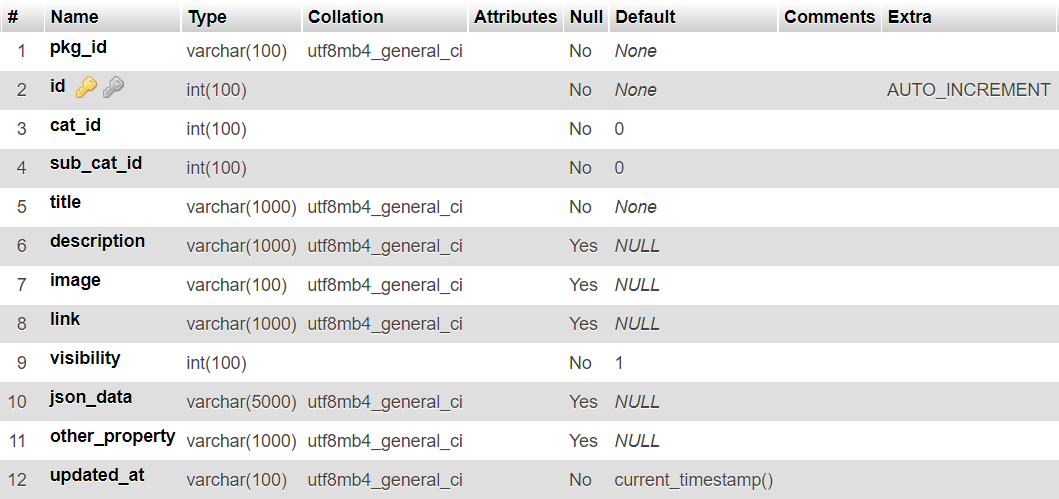 # Name Type Collation Attributes Null Default Comments Extra
1 pkg_id varchar(100) utf8mb4_general_ci No None
2 id int(100) No None AUTO_INCREMENT
3 cat_id int(100) No 0
4 sub_cat_id int(100) No 0
5 title varchar(1000) utf8mb4_general_ci No None
6 description varchar(1000) utf8mb4_general_ci Yes NULL
7 image varchar(100) utf8mb4_general_ci Yes NULL
8 link varchar(1000) utf8mb4_general_ci Yes NULL
9 visibility int(100) No 1
10 json_data varchar(5000) utf8mb4_general_ci Yes NULL
11 other_property varchar(1000) utf8mb4_general_ci Yes NULL
12 updated_at varchar(100) utf8mb4_general_ci No current_timestamp()